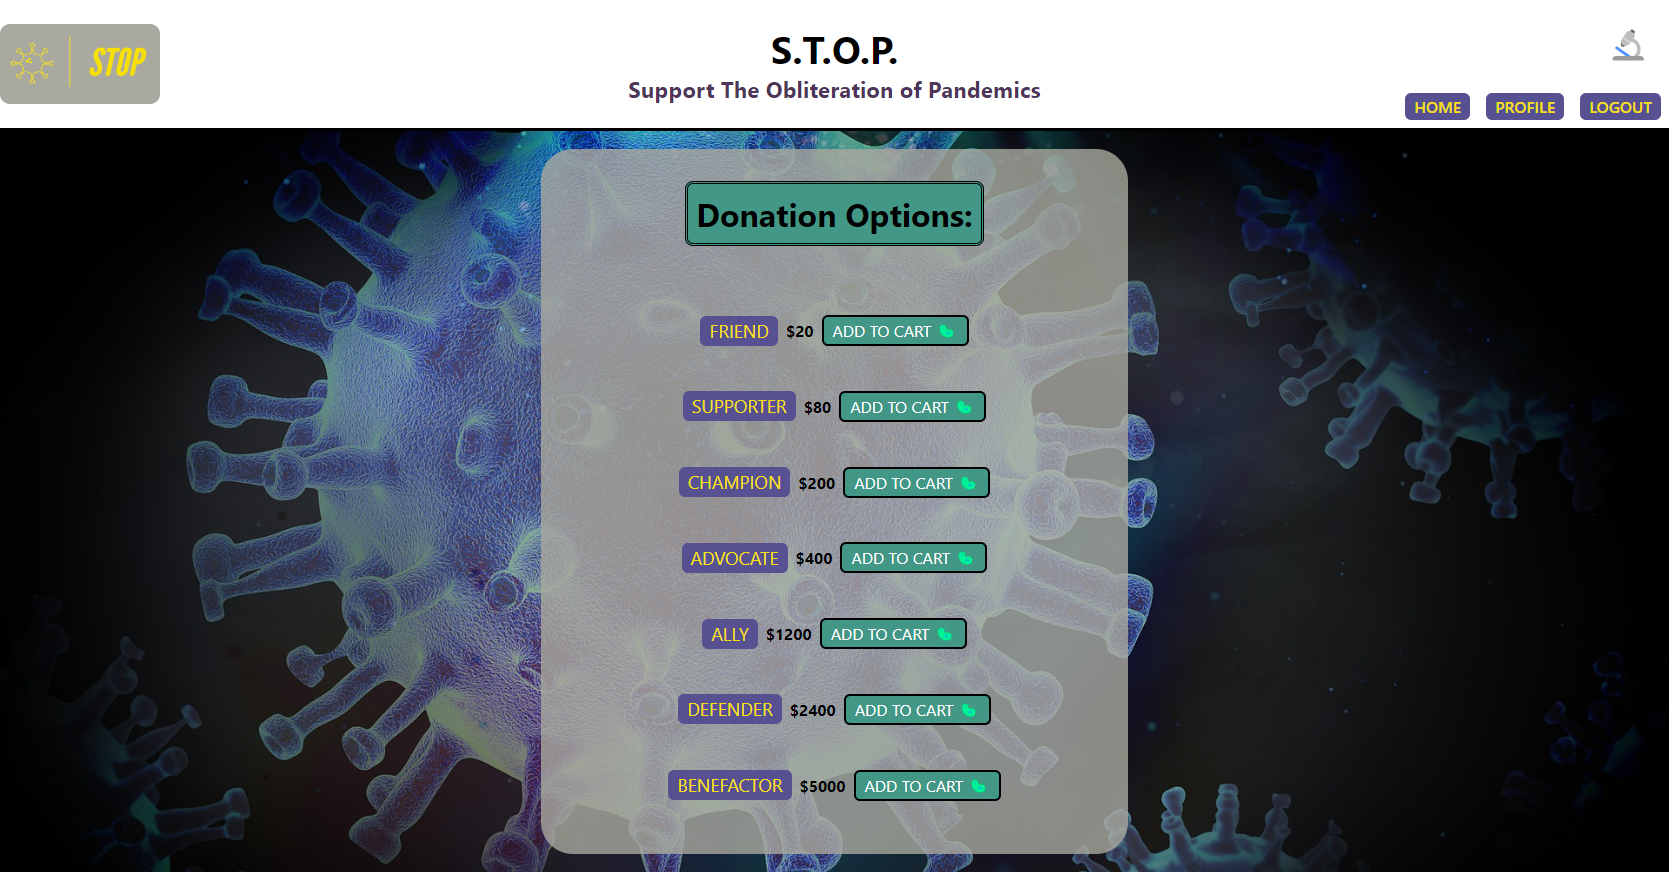 STOP
S.T.O.P.
Support The Obliteration of Pandemics
HOME PROFILE LOGOUT
Donation Options:
FRIEND $20 ADD TO CART
SUPPORTER $80 ADD TO CART
CHAMPION $200 ADD TO CART
ADVOCATE $400 ADD TO CART
ALLY $1200 ADD TO CART
DEFENDER $2400 ADD TO CART
BENEFACTOR $5000 ADD TO CART